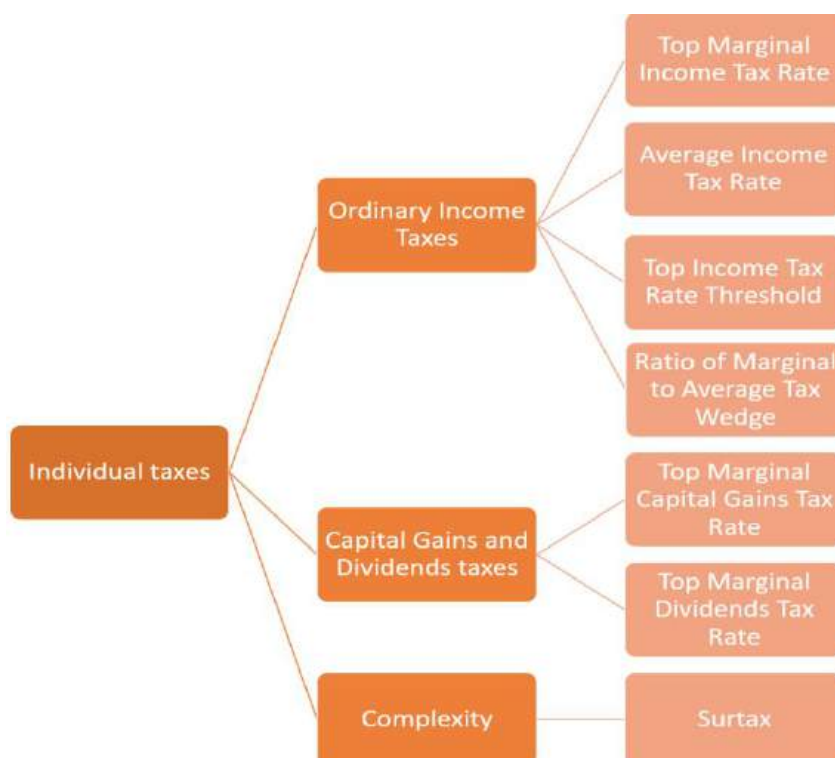 Individual taxes
Ordinary Income
Taxes
Top Marginal
Income Tax Rate
Average Income
Tax Rate
Top Income Tax
Rate Threshold
Ratio of Marginal
to Average Tax
Wedge
Capital Gains and
Dividends taxes
Top Marginal
Capital Gains Tax
Rate
Top Marginal
Dividends Tax
Rate
Complexity
Surtax